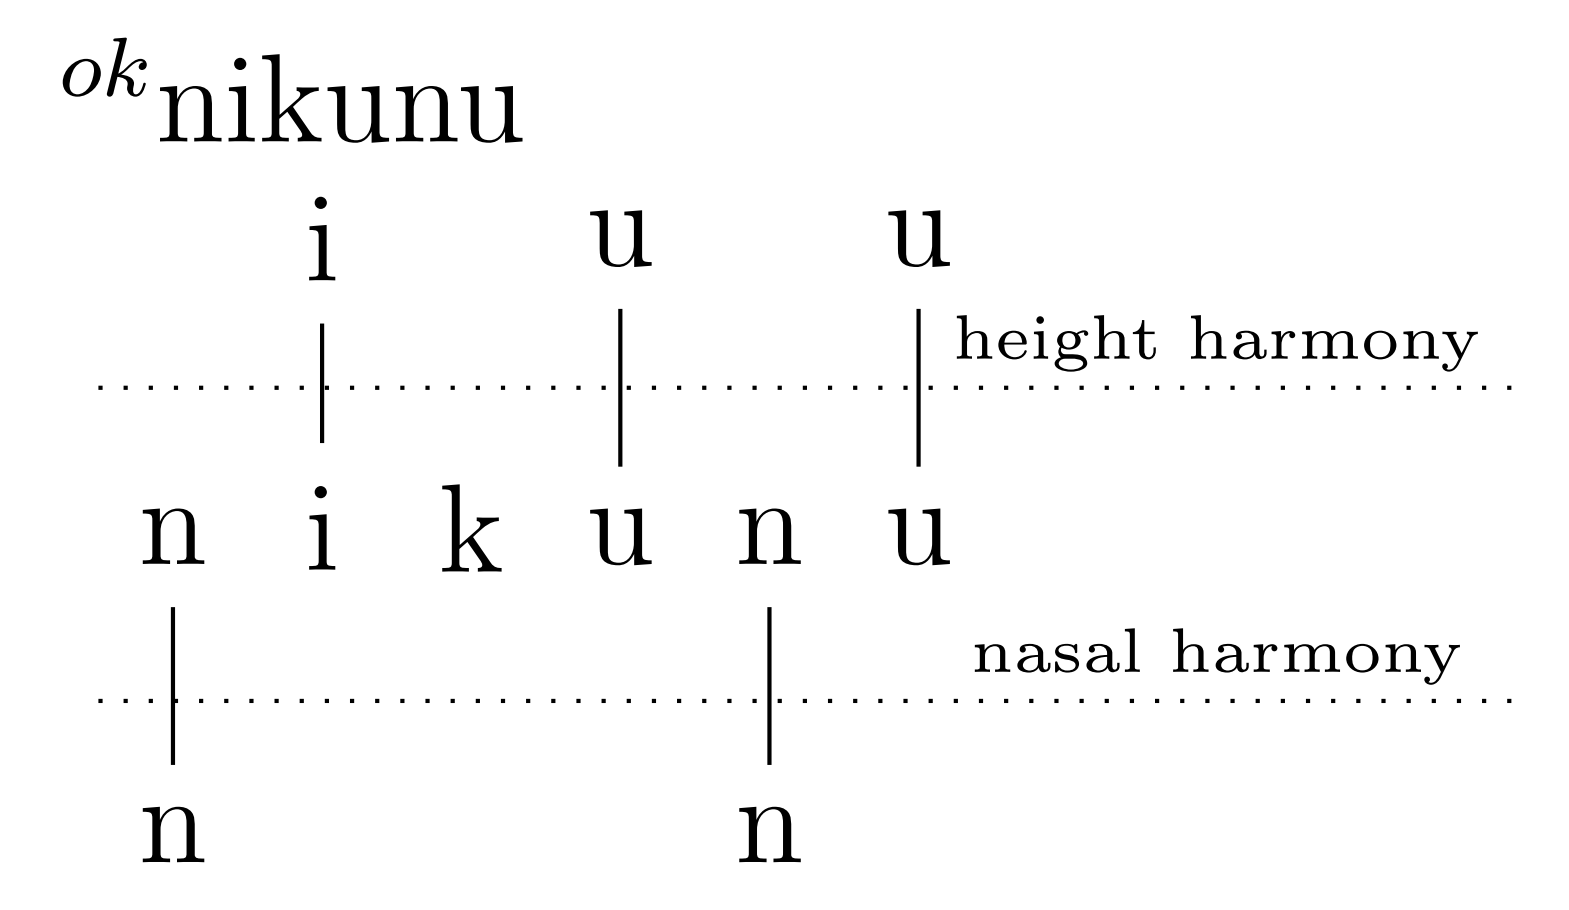 ok nikunu
i u u
height harmony
n i k u n u
nasal harmony
n n